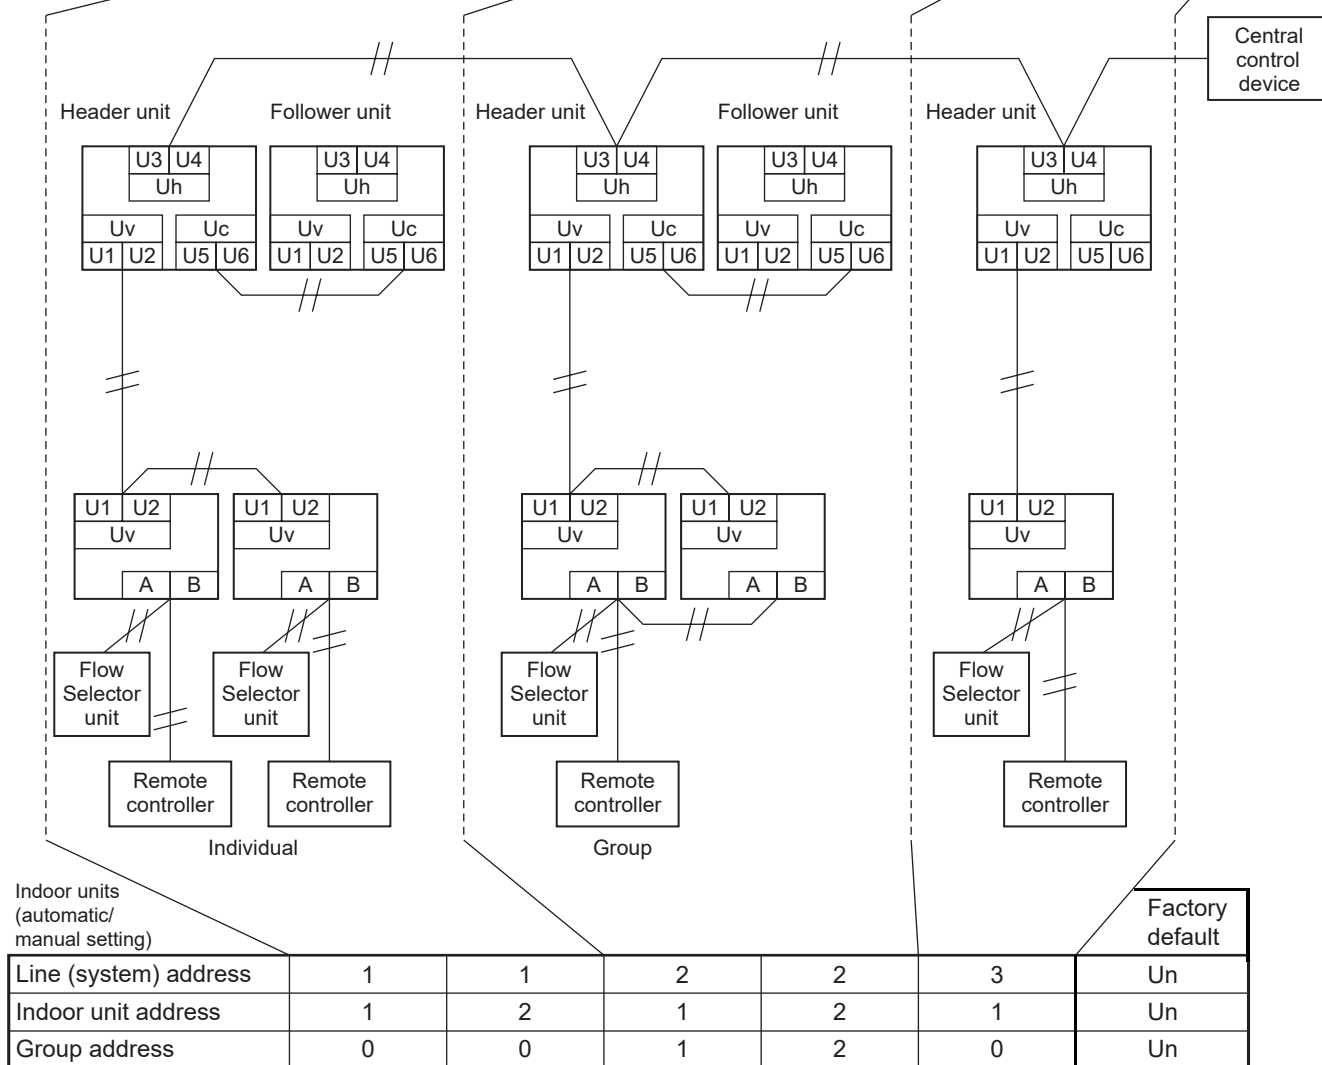 Central
control
device
Header unit
Follower unit
Header unit
Follower unit
Header unit
U3 U4
U3 U4
U3 U4
U3 U4
U3 U4
Uh
Uh
Uh
Uh
Uh
Uv Uc
Uv Uc
Uv Uc
Uv Uc
Uv Uc
U1 U2 U5 U6
U1 U2 U5 U6
U1 U2 U5 U6
U1 U2 U5 U6
U1 U2 U5 U6
U1 U2
U1 U2
U1 U2
U1 U2
U1 U2
Uv
Uv
Uv
Uv
Uv
A B
A B
A B
A B
A B
Flow
Selector
unit
Flow
Selector
unit
Flow
Selector
unit
Flow
Selector
unit
Remote
controller
Remote
controller
Remote
controller
Remote
controller
Individual
Group
Indoor units
(automatic/
manual setting)
Factory
default
Line (system) address 1 1 2 2 3 Un
Indoor unit address 1 2 1 2 1 Un
Group address 0 0 1 2 0 Un